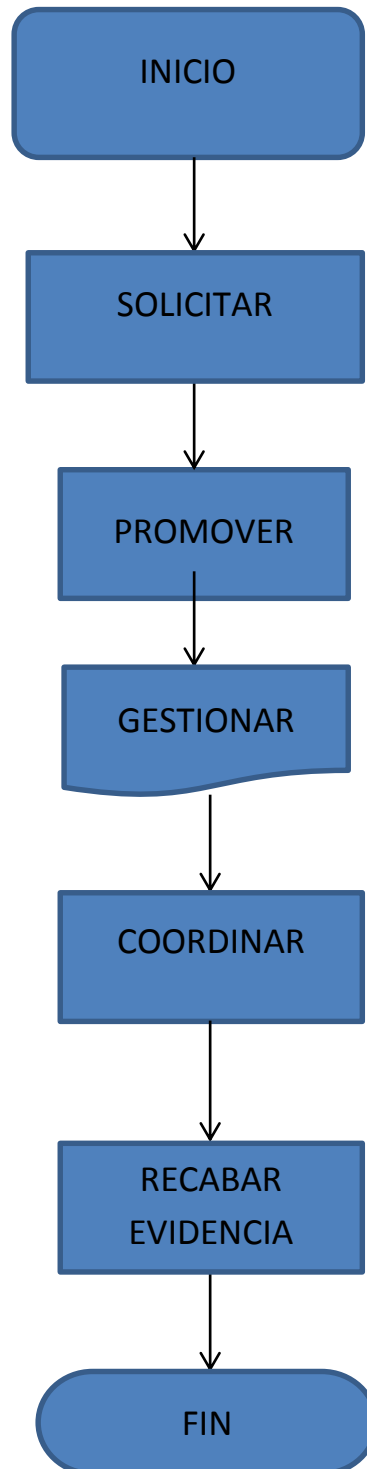 INICIO
SOLICITAR
PROMOVER
GESTIONAR
COORDINAR
RECABAR
EVIDENCIA
FIN